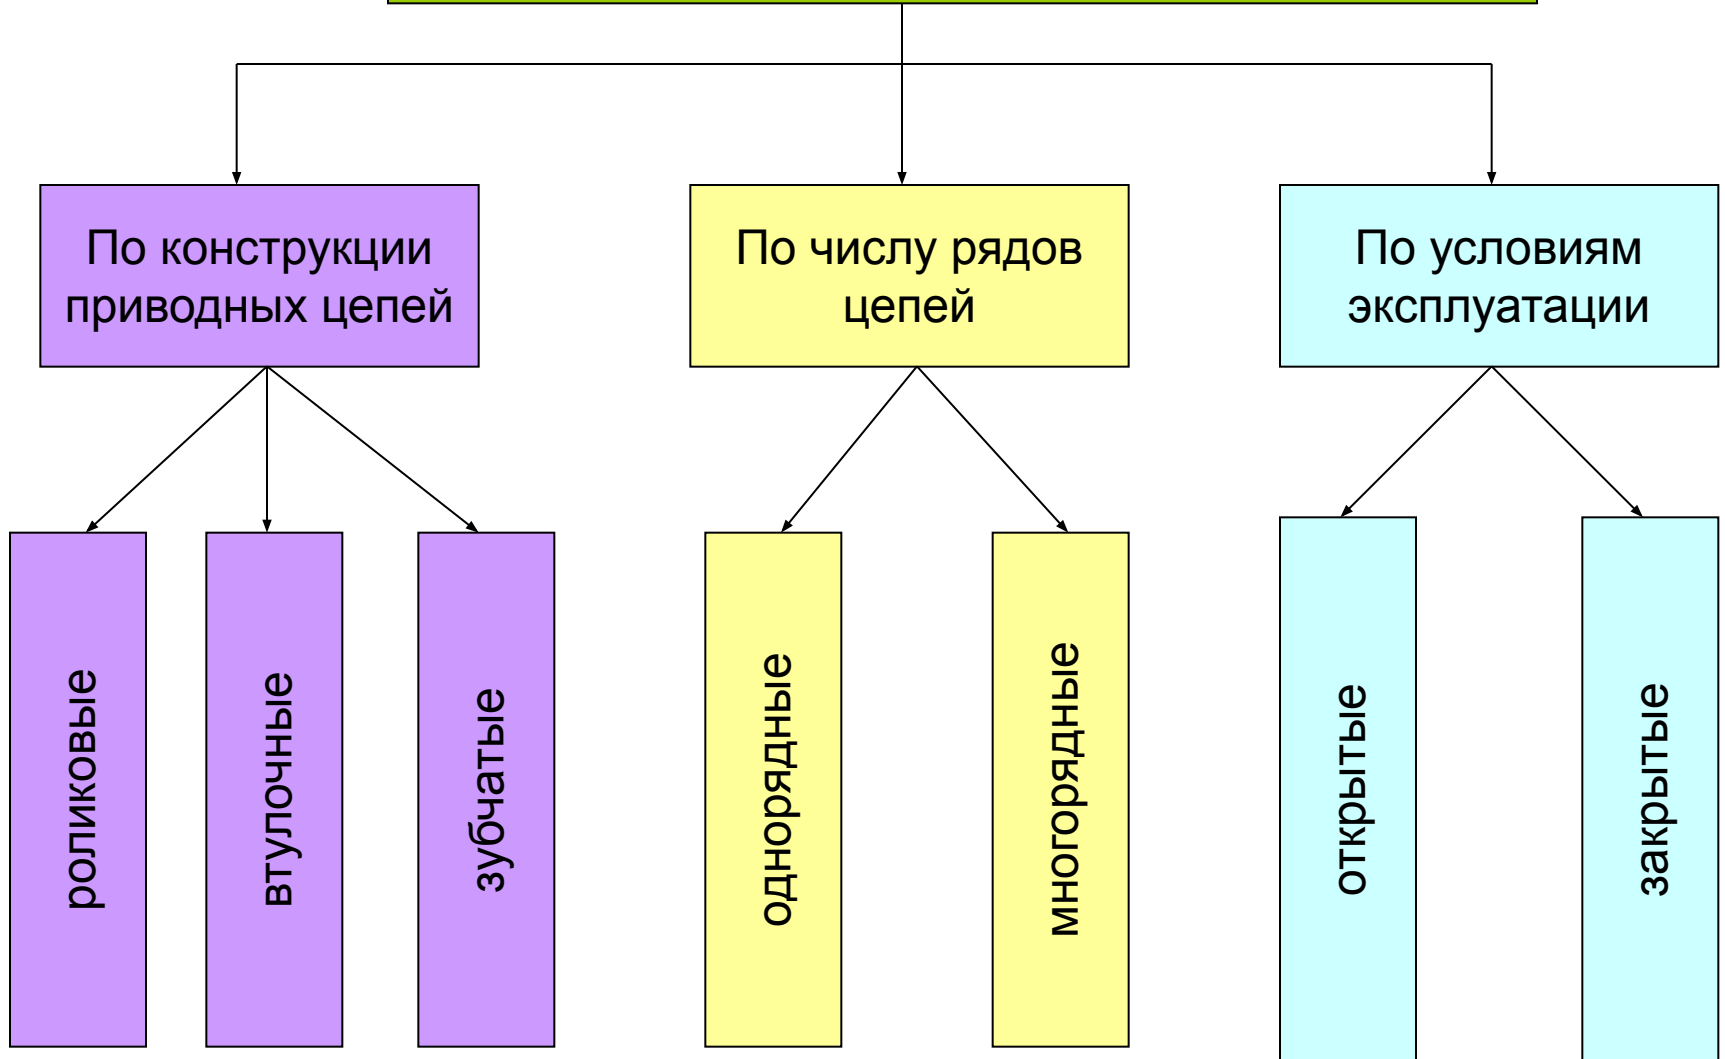 По конструкции
приводных цепей
По числу рядов
цепей
По условиям
эксплуатации
роликовые
втулочные
зубчатые
однорядные
многорядные
открытые
закрытые